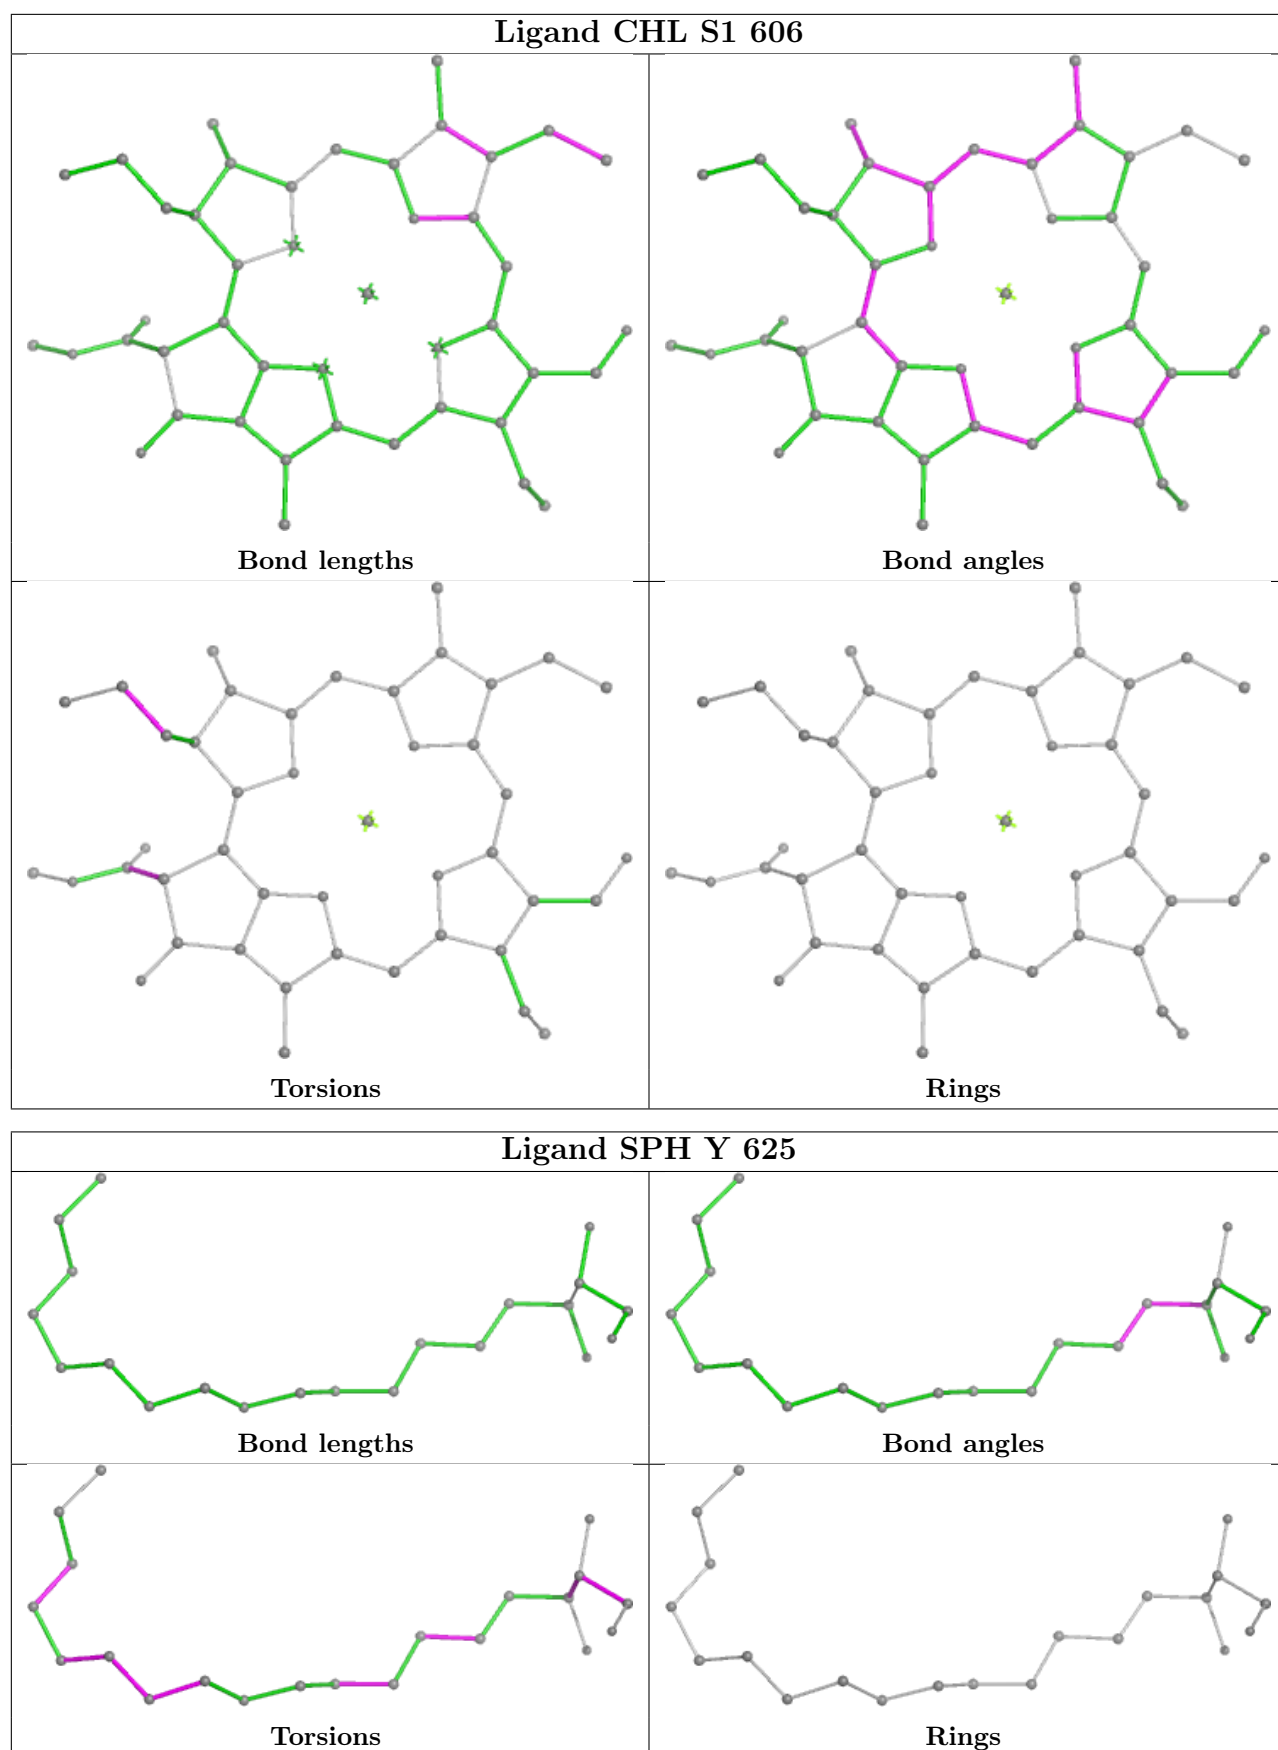 Ligand CHL S1 606
Bond lengths
Bond angles
Torsions
Rings
Ligand SPH Y 625
Bond lengths
Bond angles
Torsions
Rings